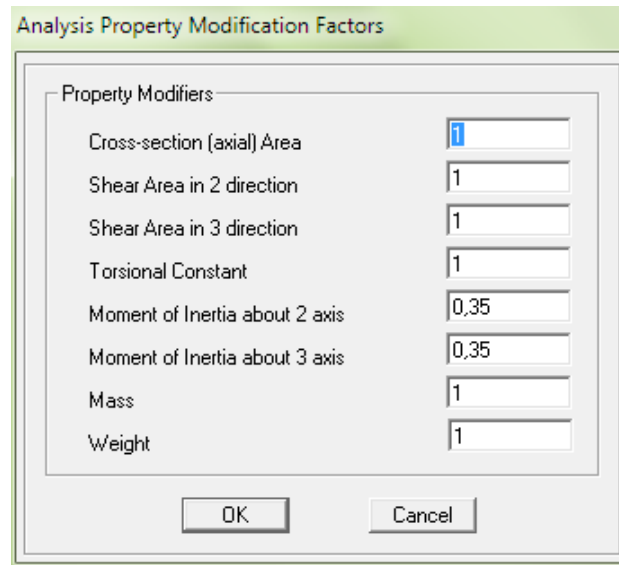 Analysis Property Modification Factors
Property Modifiers
Cross-section (axial) Area 1
Shear Area in 2 direction 1
Shear Area in 3 direction 1
Torsional Constant 1
Moment of Inertia about 2 axis 0,35
Moment of Inertia about 3 axis 0,35
Mass 1
Weight 1
OK Cancel